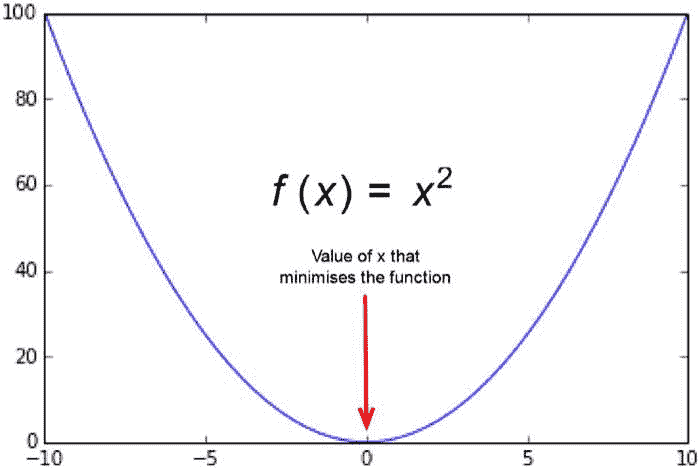 100
80
60
f (x) = x²
Value of x that
minimises the function
40
20
0
−10 −5 0 5 10